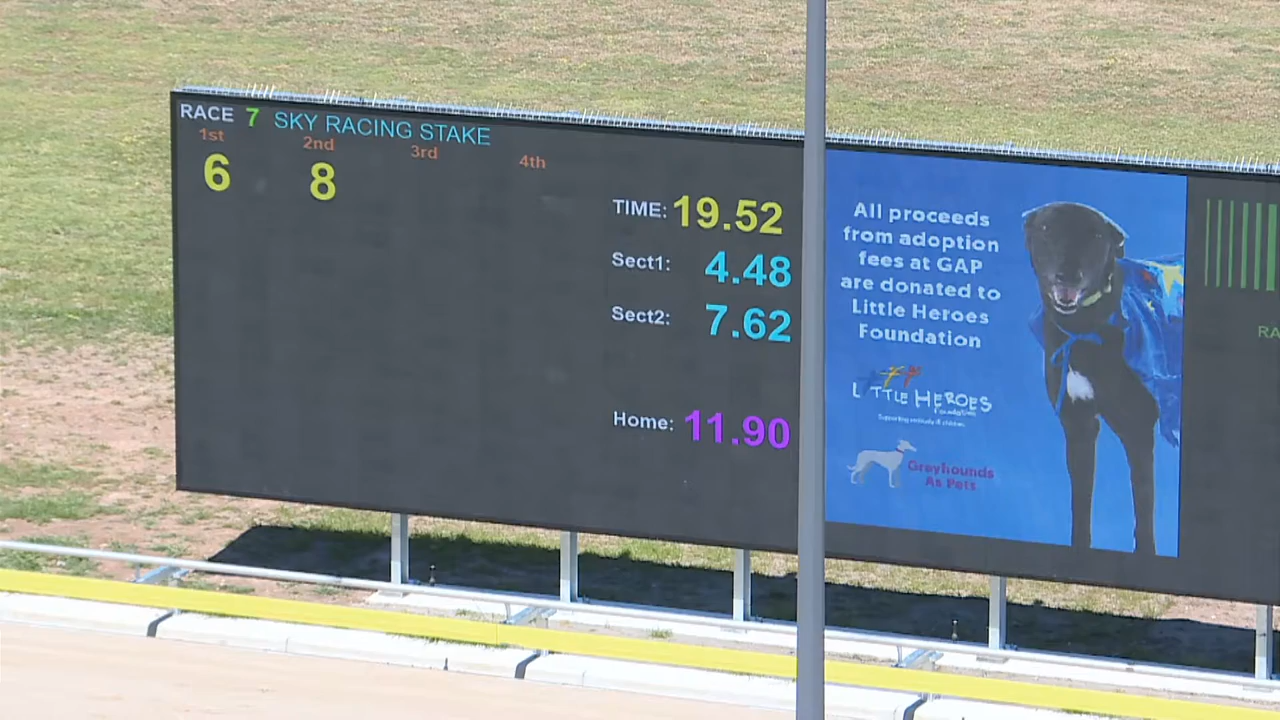 RACE 7 SKY RACING STAKE
1st 2nd 3rd 4th
6 8
TIME: 19.52
Sect1: 4.48
Sect2: 7.62
Home: 11.90
All proceeds
from adoption
fees at GAP
are donated to
Little Heroes
Foundation
LITTLE HEROES
Foundation
Greyhounds
As Pets
RA